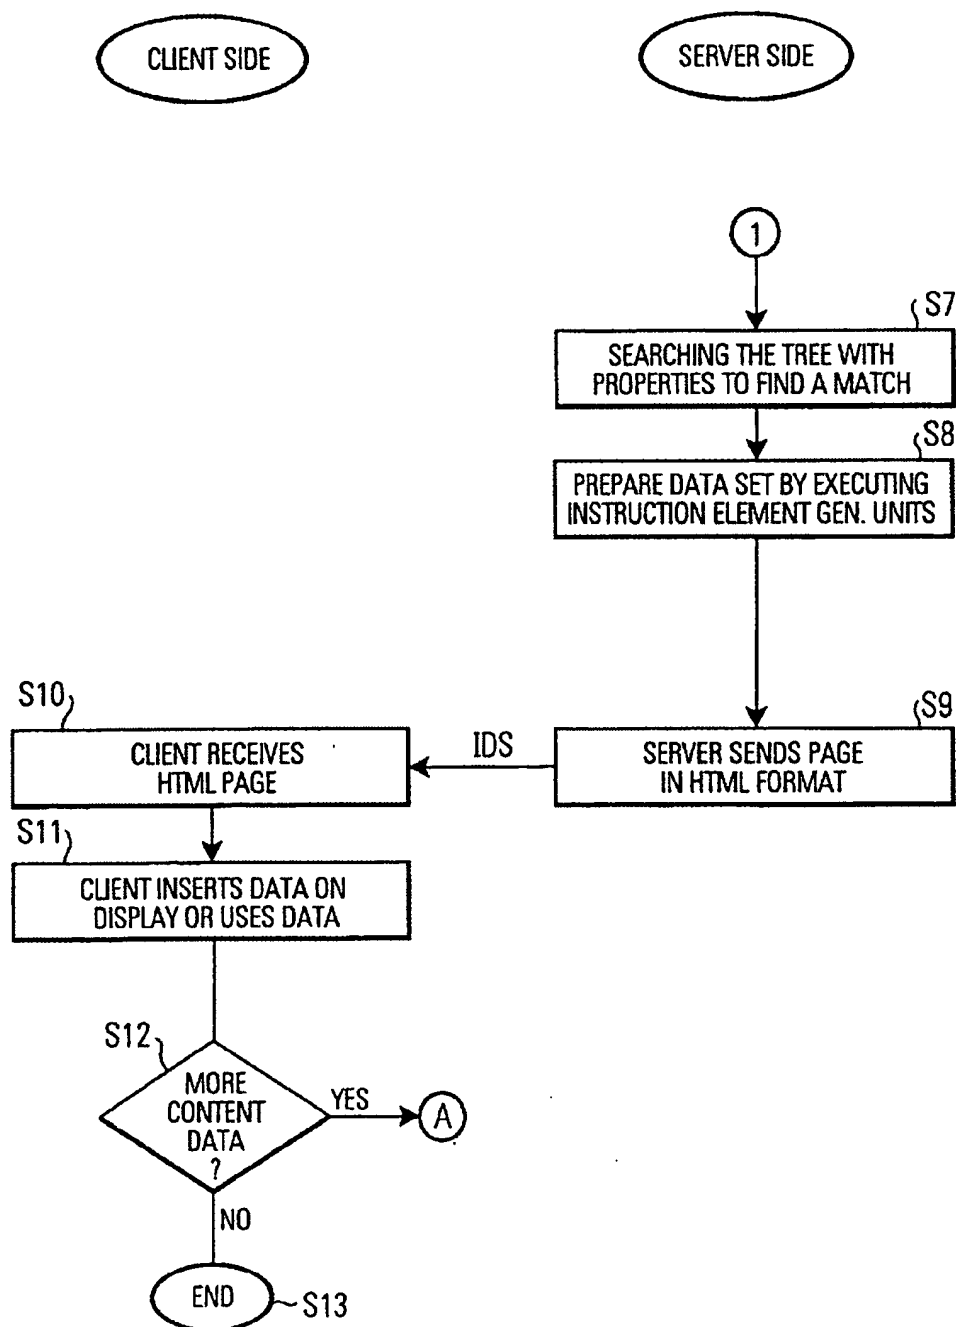 CLIENT SIDE
SERVER SIDE
1
S7
SEARCHING THE TREE WITH
PROPERTIES TO FIND A MATCH
S8
PREPARE DATA SET BY EXECUTING
INSTRUCTION ELEMENT GEN. UNITS
S9
SERVER SENDS PAGE
IN HTML FORMAT
IDS
S10
CLIENT RECEIVES
HTML PAGE
S11
CLIENT INSERTS DATA ON
DISPLAY OR USES DATA
S12
MORE
CONTENT
DATA
?
YES
A
NO
END
S13